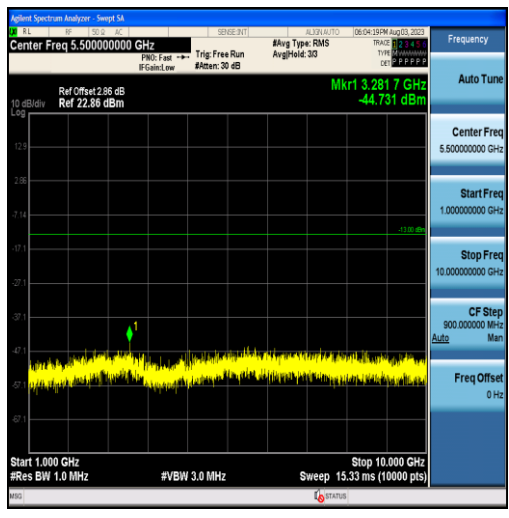 Agilent Spectrum Analyzer - Swept SA
RL RF 50 Ω AC SENSE:INT ALIGN AUTO 06:04:19PM Aug 03, 2023
Center Freq 5.500000000 GHz
PNO: Fast
IFGain:Low
Trig: Free Run
#Atten: 30 dB
#Avg Type: RMS
Avg|Hold: 3/3
TRACE 1 2 3 4 5 6
TYPE
DET P P P P P P
Ref Offset 2.86 dB
10 dB/div Ref 22.86 dBm
Log
Mkr1 3.281 7 GHz
-44.731 dBm
12.9
2.86
-7.14
-13.00 dBm
-17.1
-27.1
-37.1
1
-47.1
-57.1
-67.1
Start 1.000 GHz
Stop 10.000 GHz
#Res BW 1.0 MHz
#VBW 3.0 MHz
Sweep 15.33 ms (10000 pts)
MSG
STATUS
Frequency
Auto Tune
Center Freq
5.500000000 GHz
Start Freq
1.000000000 GHz
Stop Freq
10.000000000 GHz
CF Step
900.000000 MHz
Auto Man
Freq Offset
0 Hz